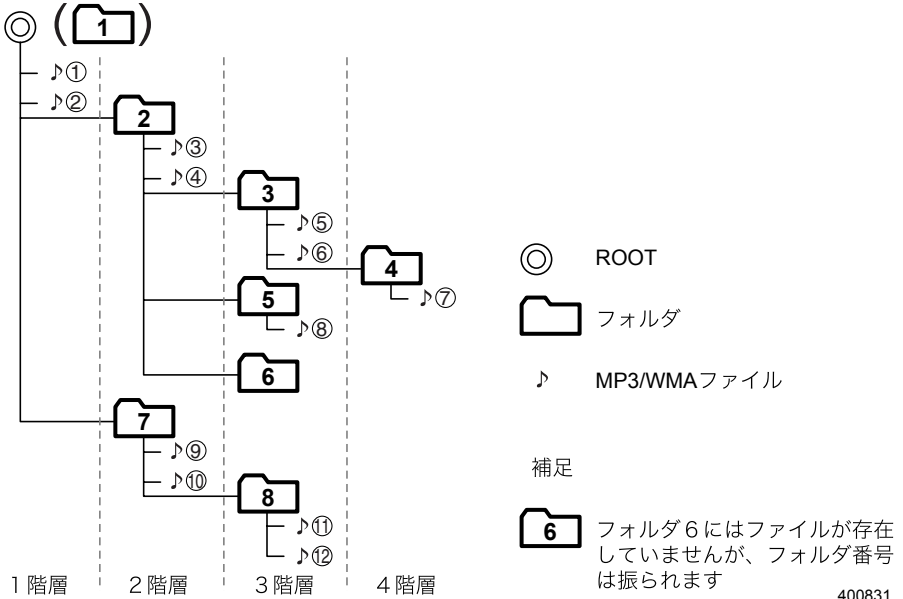 (1)
♪①
♪②
2
♪③
♪④
3
♪⑤
♪⑥
4
♪⑦
5
♪⑧
6
7
♪⑨
♪⑩
8
♪⑪
♪⑫
1階層 2階層 3階層 4階層
ROOT
フォルダ
♪ MP3/WMAファイル
補足
6 フォルダ6にはファイルが存在
していませんが、フォルダ番号
は振られます
400831